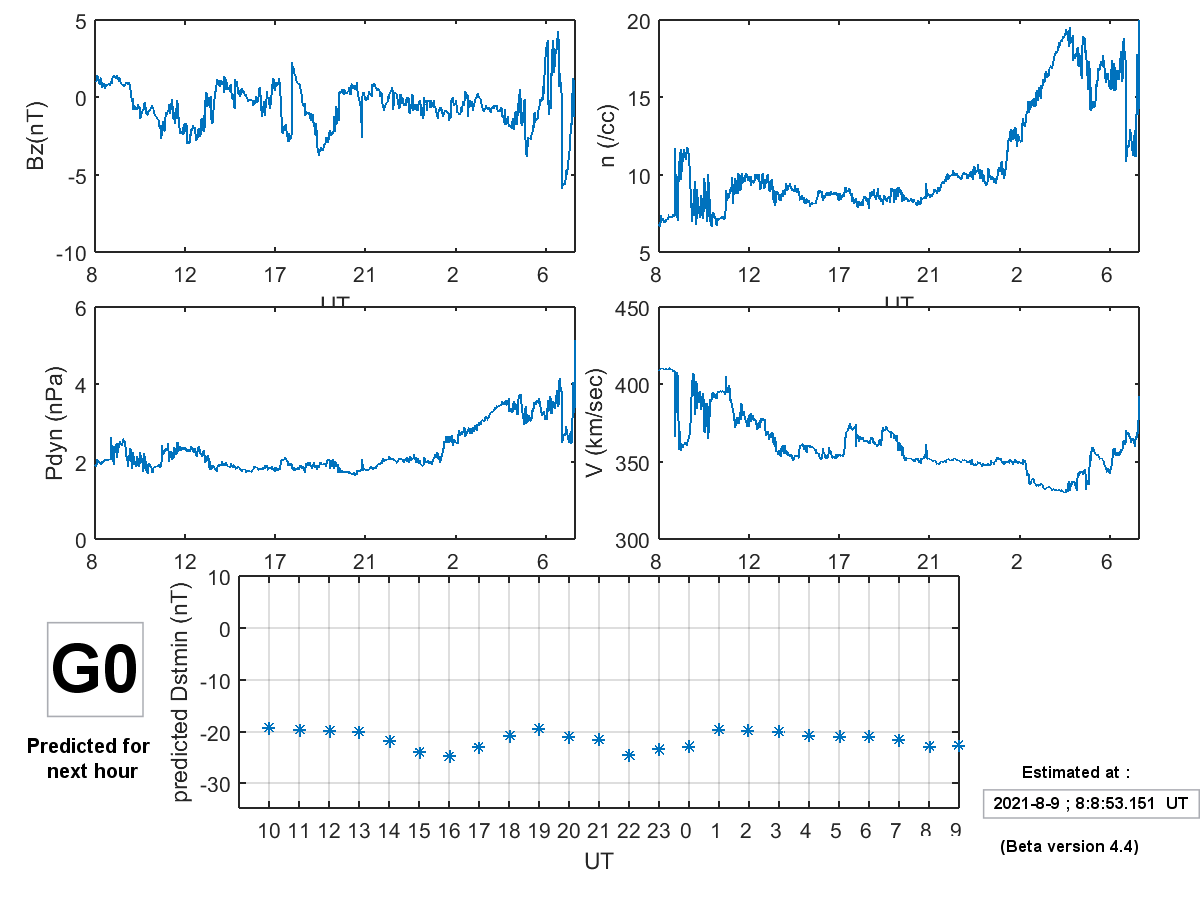 5
0
-5
-10
Bz(nT)
8 12 17 21 2 6
UT
20
15
10
5
n (/cc)
8 12 17 21 2 6
UT
6
4
2
0
Pdyn (nPa)
8 12 17 21 2 6
450
400
350
300
V (km/sec)
8 12 17 21 2 6
10
0
-10
-20
-30
predicted Dstmin (nT)
10 11 12 13 14 15 16 17 18 19 20 21 22 23 0 1 2 3 4 5 6 7 8 9
UT
G0
Predicted for
next hour
Estimated at :
2021-8-9 ; 8:8:53.151 UT
(Beta version 4.4)